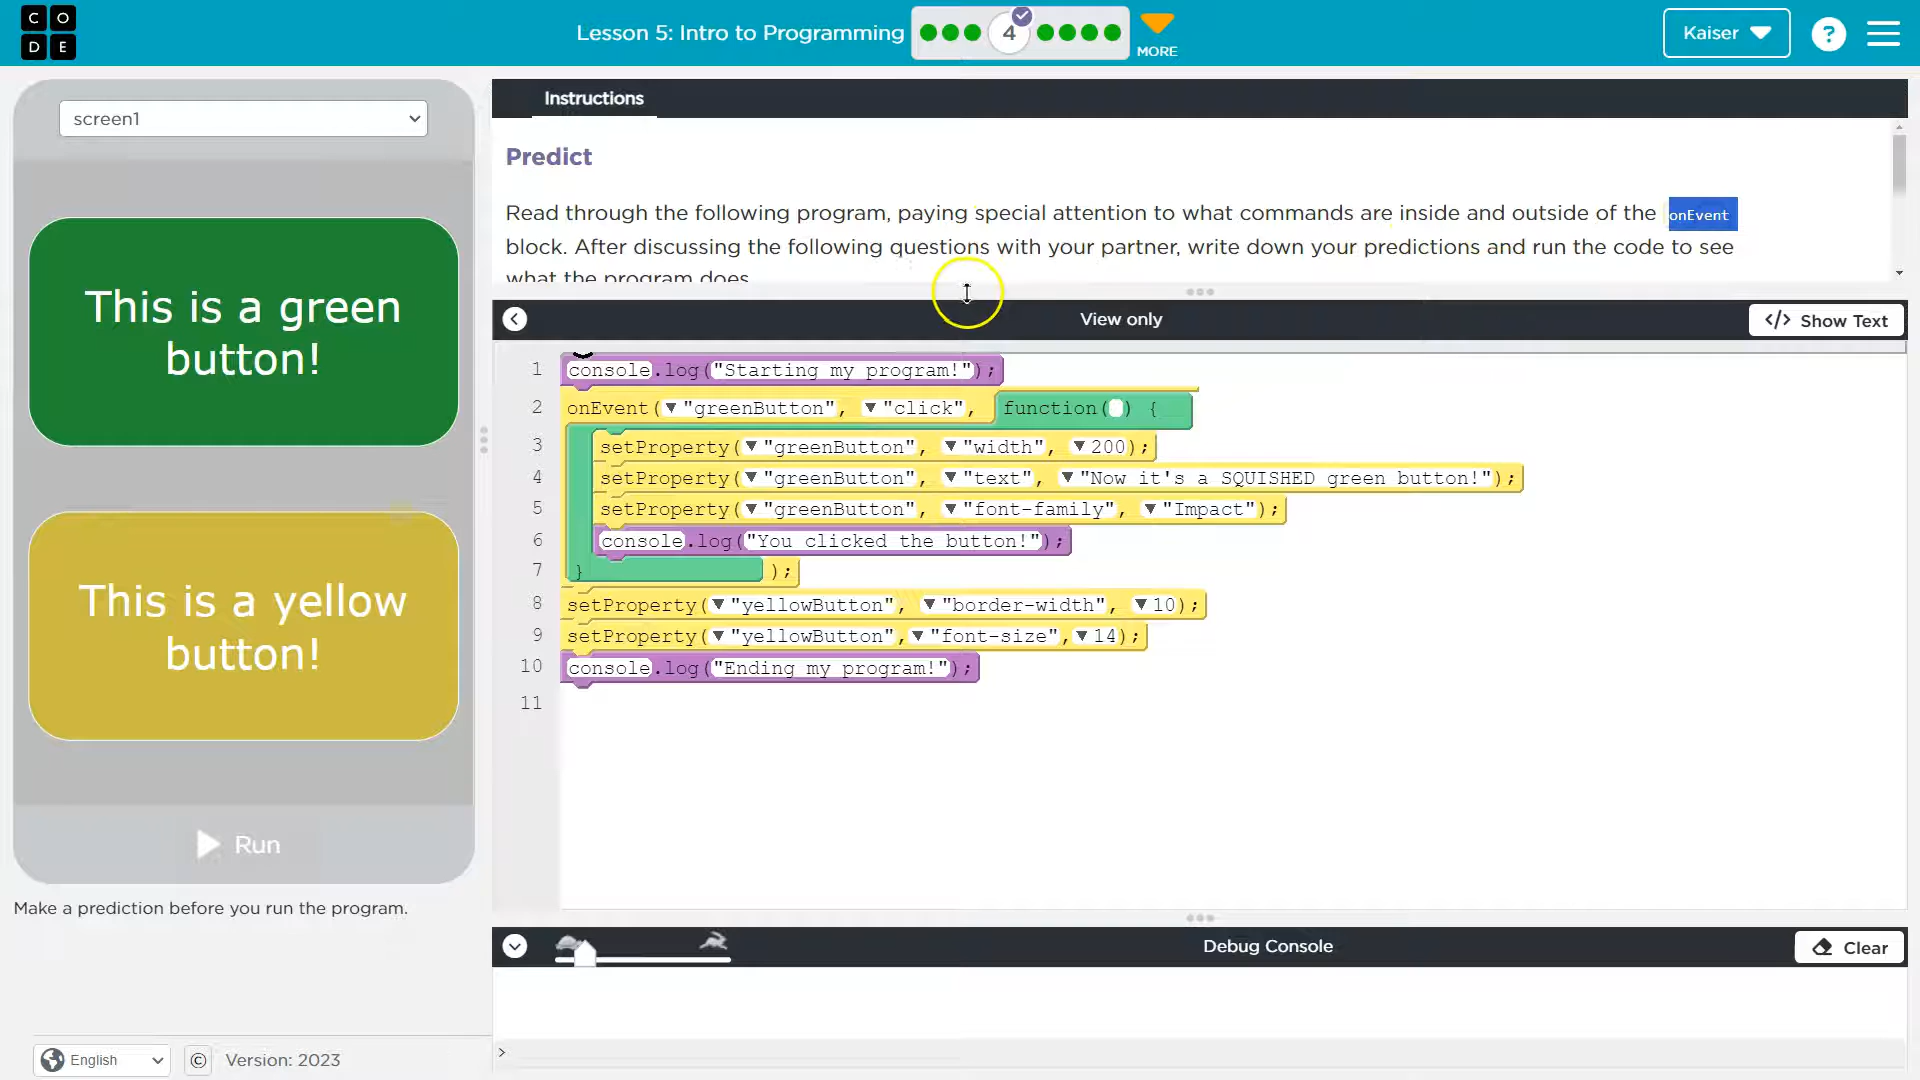 CODE
Lesson 5: Intro to Programming
4
MORE
Kaiser
?
screen1
This is a green
button!
This is a yellow
button!
Run
Make a prediction before you run the program.
English
©
Version: 2023
Instructions
Predict
Read through the following program, paying special attention to what commands are inside and outside of the onEvent
block. After discussing the following questions with your partner, write down your predictions and run the code to see
what the program does.
View only
</> Show Text
1 console.log("Starting my program!");
2 onEvent(▼"greenButton", ▼"click", function( ) {
3 setProperty(▼"greenButton", ▼"width", ▼200);
4 setProperty(▼"greenButton", ▼"text", ▼"Now it's a SQUISHED green button!");
5 setProperty(▼"greenButton", ▼"font-family", ▼"Impact");
6 console.log("You clicked the button!");
7 } );
8 setProperty(▼"yellowButton", ▼"border-width", ▼10);
9 setProperty(▼"yellowButton",▼"font-size",▼14);
10 console.log("Ending my program!");
11
Debug Console
Clear
>